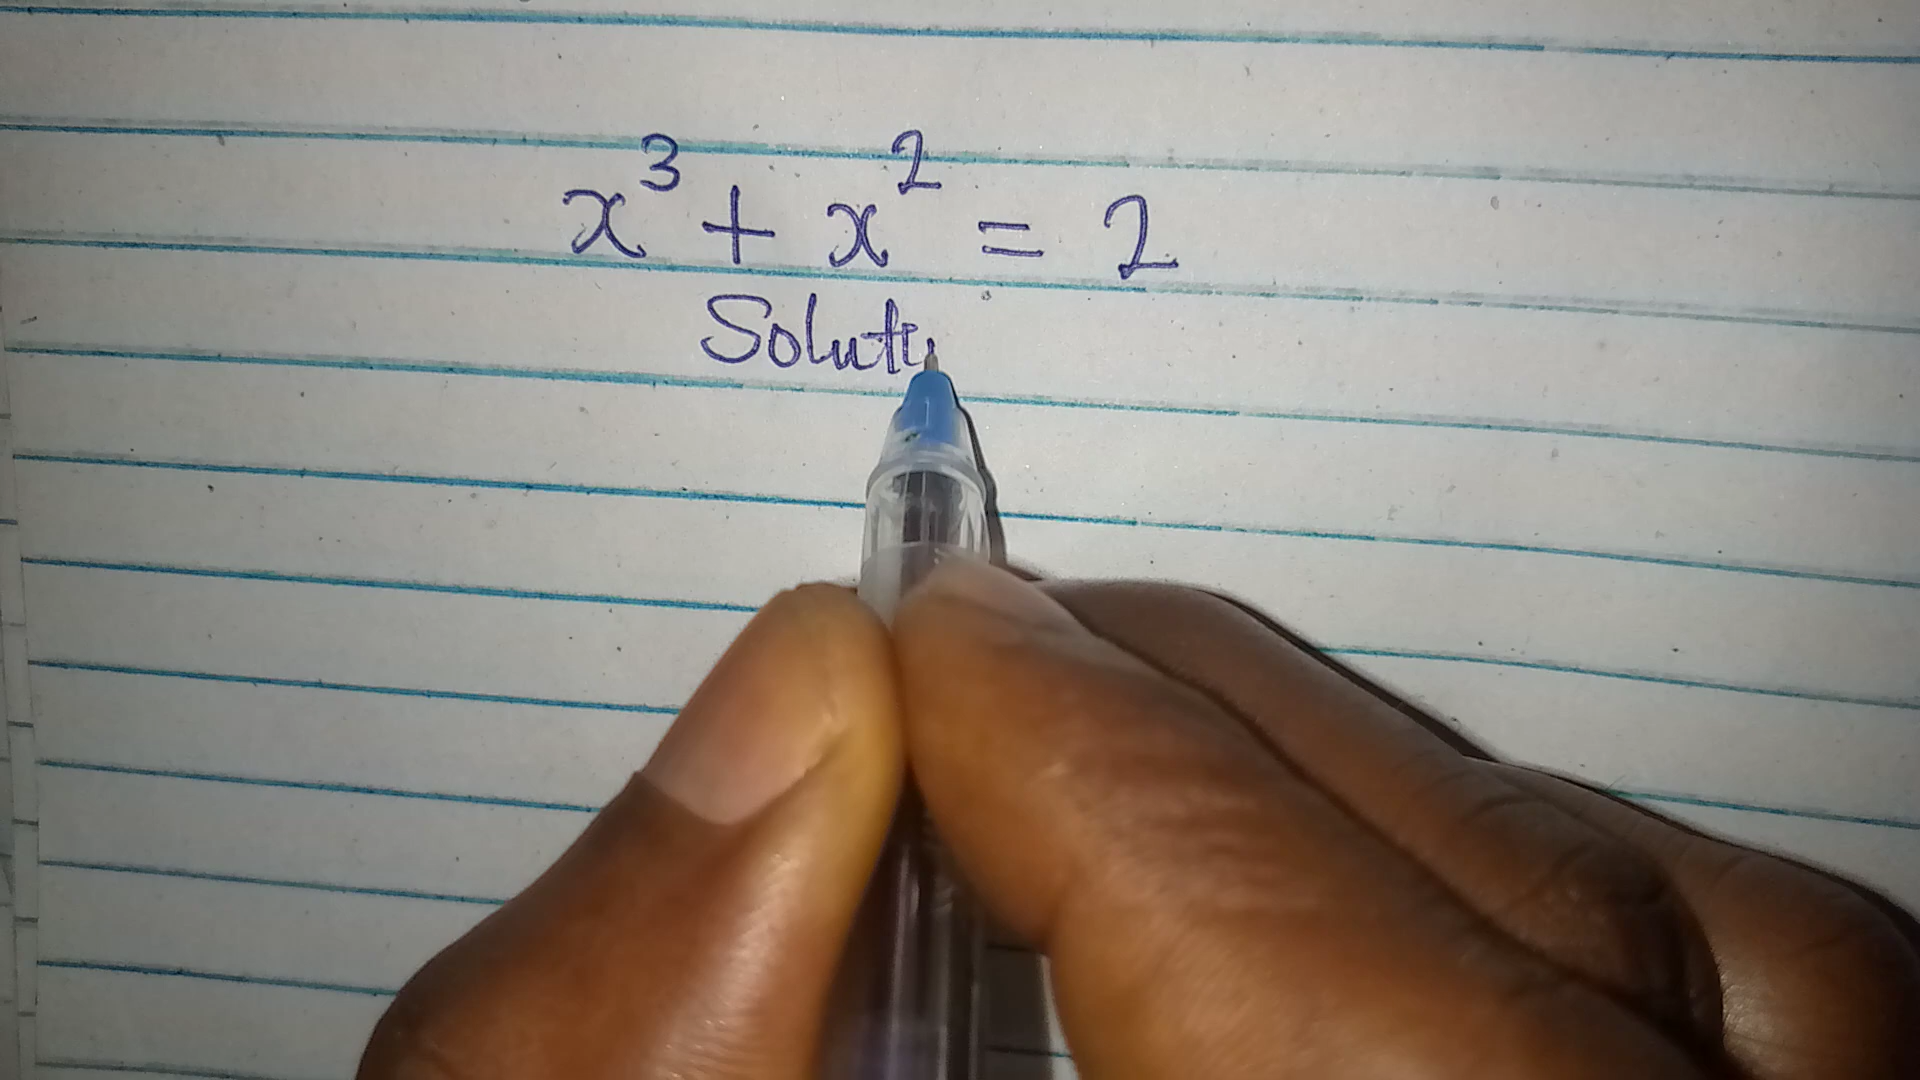 x³ + x² = 2
Soluti